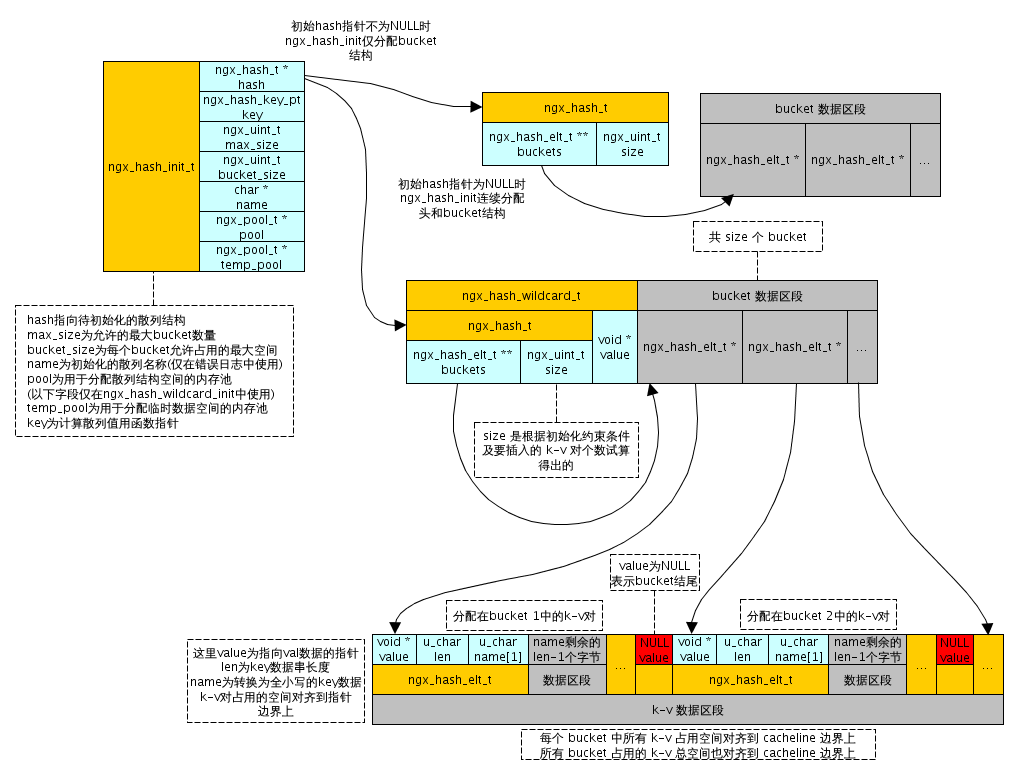 初始hash指针不为NULL时
ngx_hash_init仅分配bucket
结构
ngx_hash_init_t
ngx_hash_t *
hash
ngx_hash_key_pt
key
ngx_uint_t
max_size
ngx_uint_t
bucket_size
char *
name
ngx_pool_t *
pool
ngx_pool_t *
temp_pool
ngx_hash_t
ngx_hash_elt_t **
buckets
ngx_uint_t
size
bucket 数据区段
ngx_hash_elt_t *
ngx_hash_elt_t *
...
初始hash指针为NULL时
ngx_hash_init连续分配
头和bucket结构
共 size 个 bucket
hash指向待初始化的散列结构
max_size为允许的最大bucket数量
bucket_size为每个bucket允许占用的最大空间
name为初始化的散列名称(仅在错误日志中使用)
pool为用于分配散列结构空间的内存池
(以下字段仅在ngx_hash_wildcard_init中使用)
temp_pool为用于分配临时数据空间的内存池
key为计算散列值用函数指针
ngx_hash_wildcard_t
bucket 数据区段
ngx_hash_t
void *
value
ngx_hash_elt_t **
buckets
ngx_uint_t
size
ngx_hash_elt_t *
ngx_hash_elt_t *
...
size 是根据初始化约束条件
及要插入的 k-v 对个数试算
得出的
value为NULL
表示bucket结尾
分配在bucket 1中的k-v对
分配在bucket 2中的k-v对
这里value为指向val数据的指针
len为key数据串长度
name为转换为全小写的key数据
k-v对占用的空间对齐到指针
边界上
void *
value
u_char
len
u_char
name[1]
name剩余的
len-1个字节
...
NULL
value
void *
value
u_char
len
u_char
name[1]
name剩余的
len-1个字节
...
NULL
value
...
ngx_hash_elt_t
数据区段
ngx_hash_elt_t
数据区段
k-v 数据区段
每个 bucket 中所有 k-v 占用空间对齐到 cacheline 边界上
所有 bucket 占用的 k-v 总空间也对齐到 cacheline 边界上